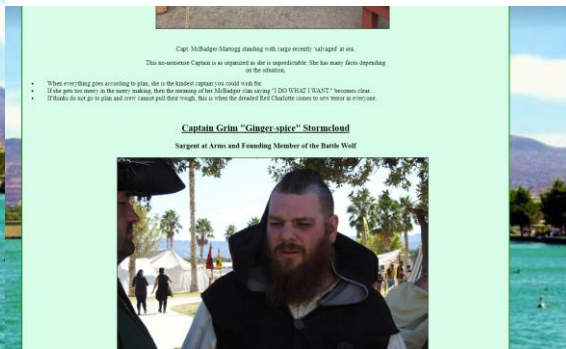 Capt. McBadger-Martogg standing with cargo recently 'salvaged' at sea.
This no-nonsense Captain is as organized as she is unpredictable. She has many faces depending
on the situation,
When everything goes according to plan, she is the kindest captain you could wish for.
If she gets too merry in the merry making, then the meaning of her McBadger clan saying "I DO WHAT I WANT." becomes clear.
If thinks do not go to plan and crew cannot pull their weigh, this is when the dreaded Red Charlotte comes to sew terror in everyone.
Captain Grim "Ginger-spice" Stormcloud
Sargent at Arms and Founding Member of the Battle Wolf